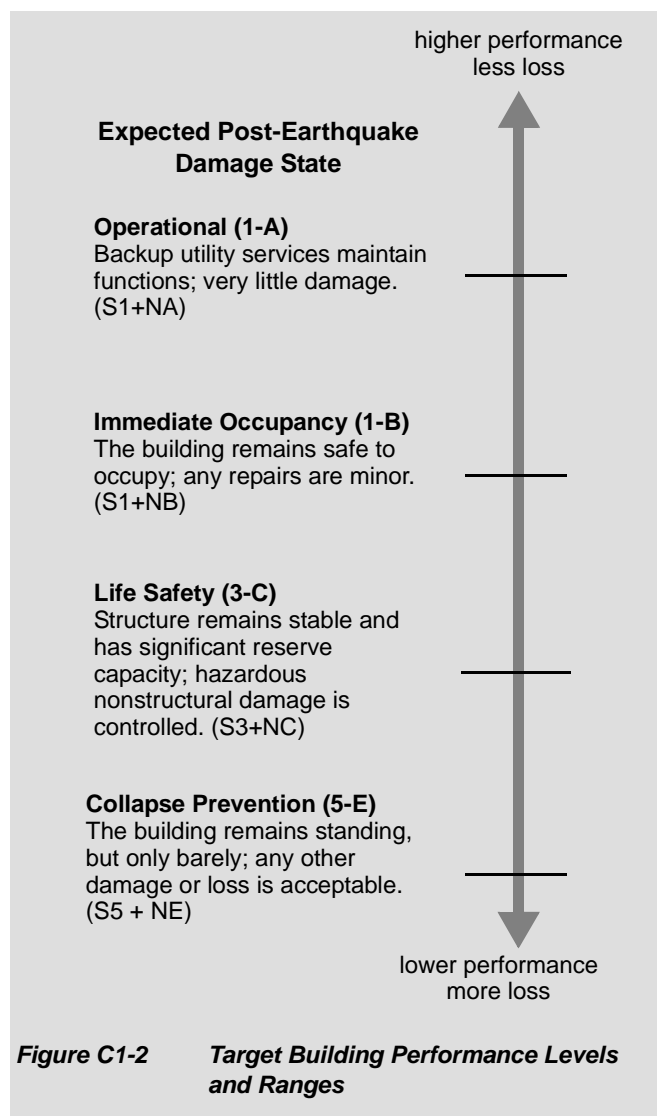 higher performance
less loss
Expected Post-Earthquake
Damage State
Operational (1-A)
Backup utility services maintain
functions; very little damage.
(S1+NA)
Immediate Occupancy (1-B)
The building remains safe to
occupy; any repairs are minor.
(S1+NB)
Life Safety (3-C)
Structure remains stable and
has significant reserve
capacity; hazardous
nonstructural damage is
controlled. (S3+NC)
Collapse Prevention (5-E)
The building remains standing,
but only barely; any other
damage or loss is acceptable.
(S5 + NE)
lower performance
more loss
Figure C1-2 Target Building Performance Levels
and Ranges